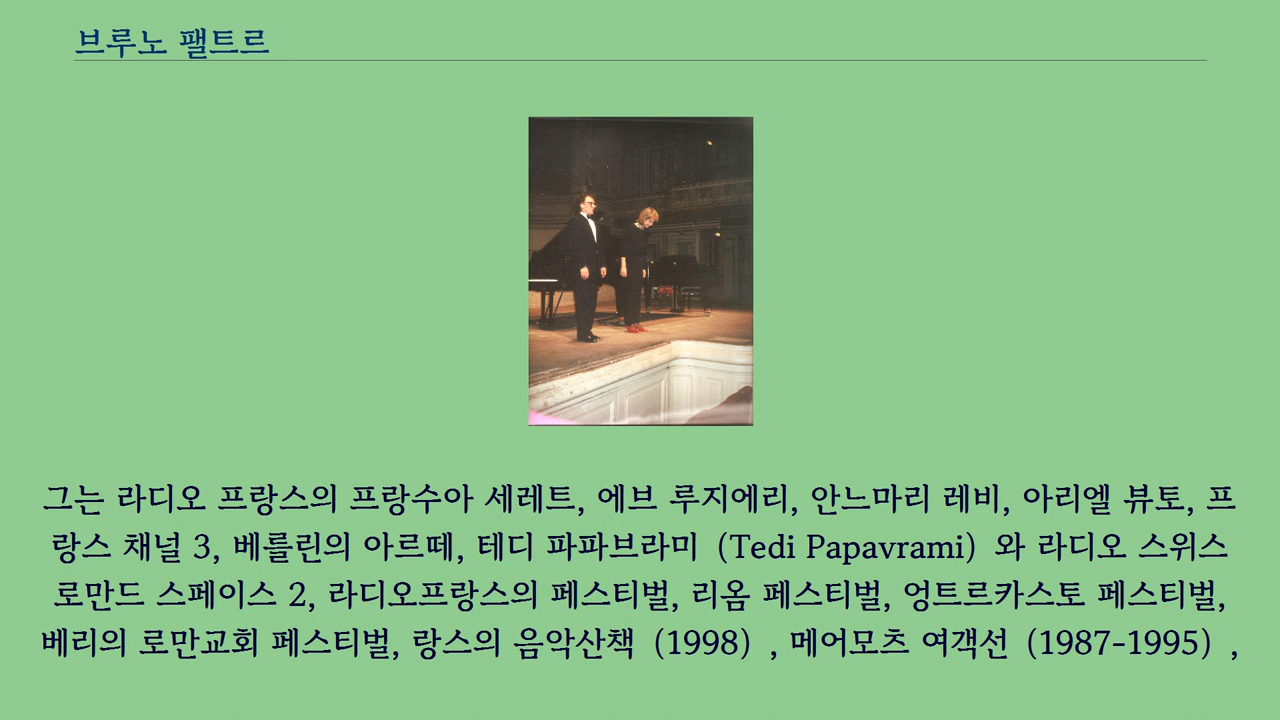 브루노 팰트르
그는 라디오 프랑스의 프랑수아 세레트, 에브 루지에리, 안느마리 레비, 아리엘 뷰토, 프
랑스 채널 3, 베를린의 아르떼, 테디 파파브라미 (Tedi Papavrami) 와 라디오 스위스
로만드 스페이스 2, 라디오프랑스의 페스티벌, 리옴 페스티벌, 엉트르카스토 페스티벌,
베리의 로만교회 페스티벌, 랑스의 음악산책 (1998) , 메어모츠 여객선 (1987-1995) ,